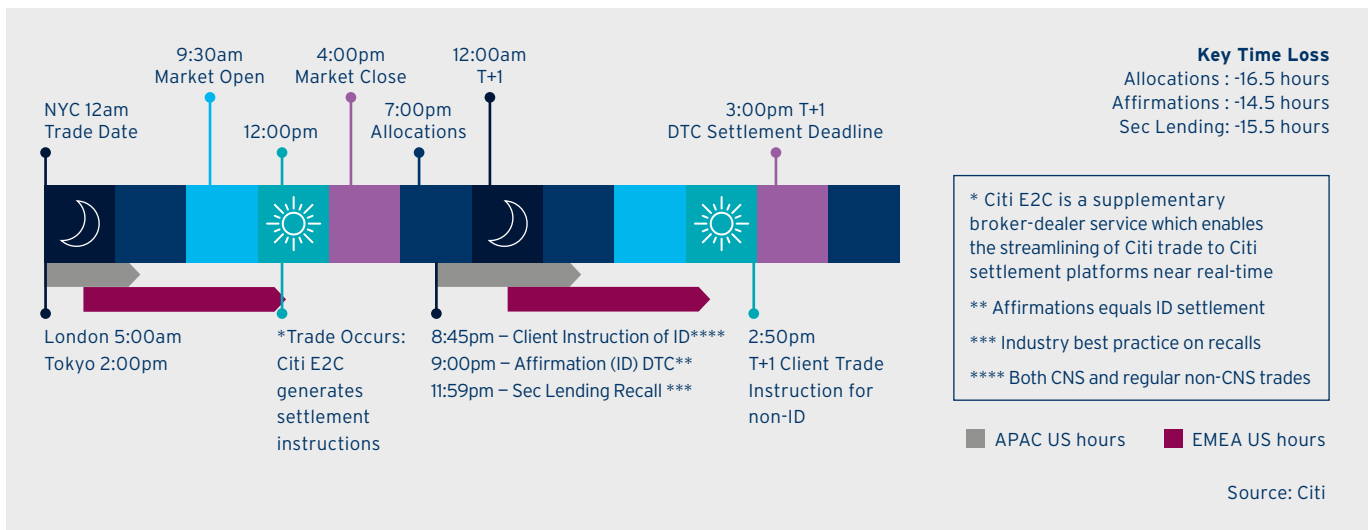 9:30am
Market Open
4:00pm
Market Close
12:00am
T+1
NYC 12am
Trade Date
12:00pm
7:00pm
Allocations
3:00pm T+1
DTC Settlement Deadline
Key Time Loss
Allocations : -16.5 hours
Affirmations : -14.5 hours
Sec Lending: -15.5 hours
London 5:00am
Tokyo 2:00pm
*Trade Occurs:
Citi E2C
generates
settlement
instructions
8:45pm – Client Instruction of ID****
9:00pm – Affirmation (ID) DTC**
11:59pm – Sec Lending Recall ***
2:50pm
T+1 Client Trade
Instruction for
non-ID
* Citi E2C is a supplementary
broker-dealer service which enables
the streamlining of Citi trade to Citi
settlement platforms near real-time
** Affirmations equals ID settlement
*** Industry best practice on recalls
**** Both CNS and regular non-CNS trades
APAC US hours
EMEA US hours
Source: Citi